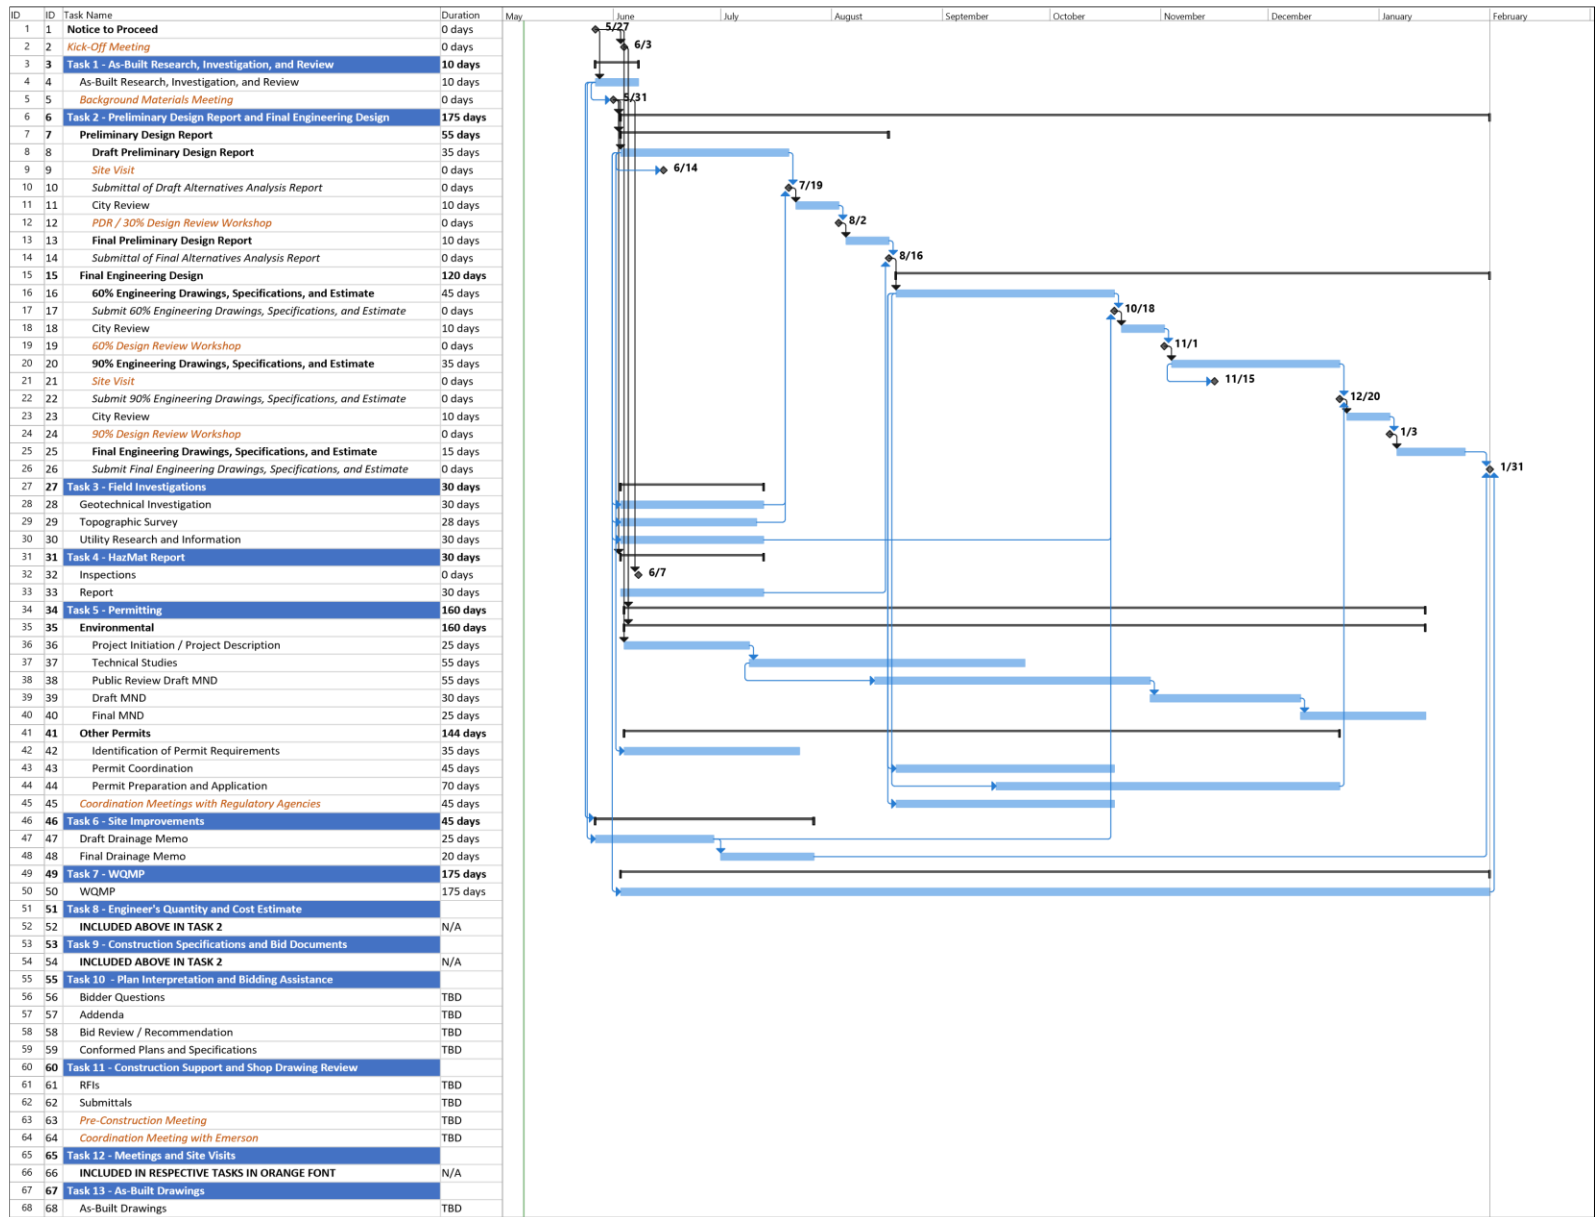 ID ID Task Name Duration May June July August September October November December January February
1 1 Notice to Proceed 0 days 5/27
2 2 Kick-Off Meeting 0 days 6/3
3 3 Task 1 - As-Built Research, Investigation, and Review 10 days
4 4 As-Built Research, Investigation, and Review 10 days
5 5 Background Materials Meeting 0 days 5/31
6 6 Task 2 - Preliminary Design Report and Final Engineering Design 175 days
7 7 Preliminary Design Report 55 days
8 8 Draft Preliminary Design Report 35 days
9 9 Site Visit 0 days 6/14
10 10 Submittal of Draft Alternatives Analysis Report 0 days 7/19
11 11 City Review 10 days
12 12 PDR / 30% Design Review Workshop 0 days 8/2
13 13 Final Preliminary Design Report 10 days
14 14 Submittal of Final Alternatives Analysis Report 0 days 8/16
15 15 Final Engineering Design 120 days
16 16 60% Engineering Drawings, Specifications, and Estimate 45 days
17 17 Submit 60% Engineering Drawings, Specifications, and Estimate 0 days 10/18
18 18 City Review 10 days
19 19 60% Design Review Workshop 0 days 11/1
20 20 90% Engineering Drawings, Specifications, and Estimate 35 days
21 21 Site Visit 0 days 11/15
22 22 Submit 90% Engineering Drawings, Specifications, and Estimate 0 days 12/20
23 23 City Review 10 days
24 24 90% Design Review Workshop 0 days 1/3
25 25 Final Engineering Drawings, Specifications, and Estimate 15 days
26 26 Submit Final Engineering Drawings, Specifications, and Estimate 0 days 1/31
27 27 Task 3 - Field Investigations 30 days
28 28 Geotechnical Investigation 30 days
29 29 Topographic Survey 28 days
30 30 Utility Research and Information 30 days
31 31 Task 4 - HazMat Report 30 days
32 32 Inspections 0 days 6/7
33 33 Report 30 days
34 34 Task 5 - Permitting 160 days
35 35 Environmental 160 days
36 36 Project Initiation / Project Description 25 days
37 37 Technical Studies 55 days
38 38 Public Review Draft MND 55 days
39 39 Draft MND 30 days
40 40 Final MND 25 days
41 41 Other Permits 144 days
42 42 Identification of Permit Requirements 35 days
43 43 Permit Coordination 45 days
44 44 Permit Preparation and Application 70 days
45 45 Coordination Meetings with Regulatory Agencies 45 days
46 46 Task 6 - Site Improvements 45 days
47 47 Draft Drainage Memo 25 days
48 48 Final Drainage Memo 20 days
49 49 Task 7 - WQMP 175 days
50 50 WQMP 175 days
51 51 Task 8 - Engineer's Quantity and Cost Estimate
52 52 INCLUDED ABOVE IN TASK 2 N/A
53 53 Task 9 - Construction Specifications and Bid Documents
54 54 INCLUDED ABOVE IN TASK 2 N/A
55 55 Task 10 - Plan Interpretation and Bidding Assistance
56 56 Bidder Questions TBD
57 57 Addenda TBD
58 58 Bid Review / Recommendation TBD
59 59 Conformed Plans and Specifications TBD
60 60 Task 11 - Construction Support and Shop Drawing Review
61 61 RFIs TBD
62 62 Submittals TBD
63 63 Pre-Construction Meeting TBD
64 64 Coordination Meeting with Emerson TBD
65 65 Task 12 - Meetings and Site Visits
66 66 INCLUDED IN RESPECTIVE TASKS IN ORANGE FONT N/A
67 67 Task 13 - As-Built Drawings
68 68 As-Built Drawings TBD